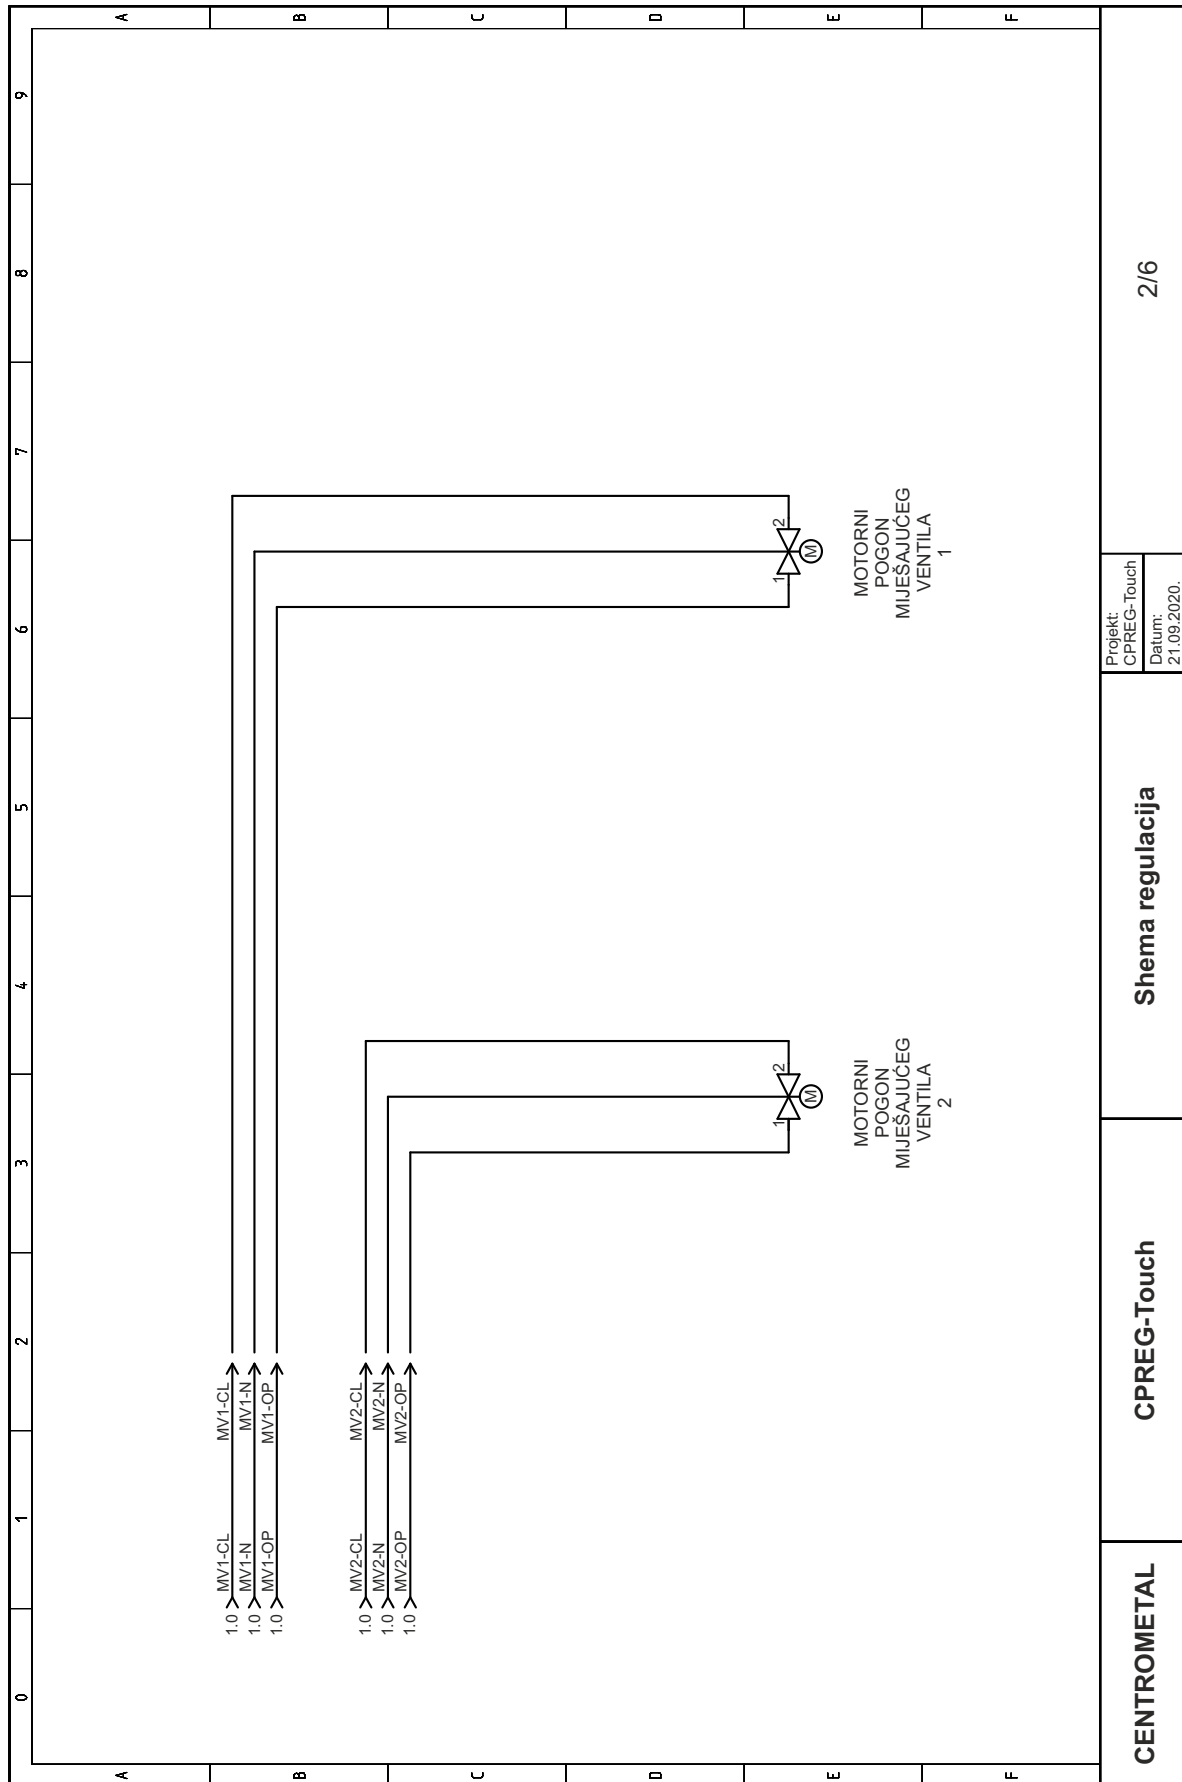 0 1 2 3 4 5 6 7 8 9
A A
B B
C C
D D
E E
F F
1.0 MV1-CL MV1-CL
1.0 MV1-N MV1-N
1.0 MV1-OP MV1-OP
1.0 MV2-CL MV2-CL
1.0 MV2-N MV2-N
1.0 MV2-OP MV2-OP
1 2
M
MOTORNI
POGON
MIJEŠAJUĆEG
VENTILA
2
1 2
M
MOTORNI
POGON
MIJEŠAJUĆEG
VENTILA
1
CENTROMETAL
CPREG-Touch
Shema regulacija
Projekt:
CPREG-Touch
Datum:
21.09.2020.
2/6